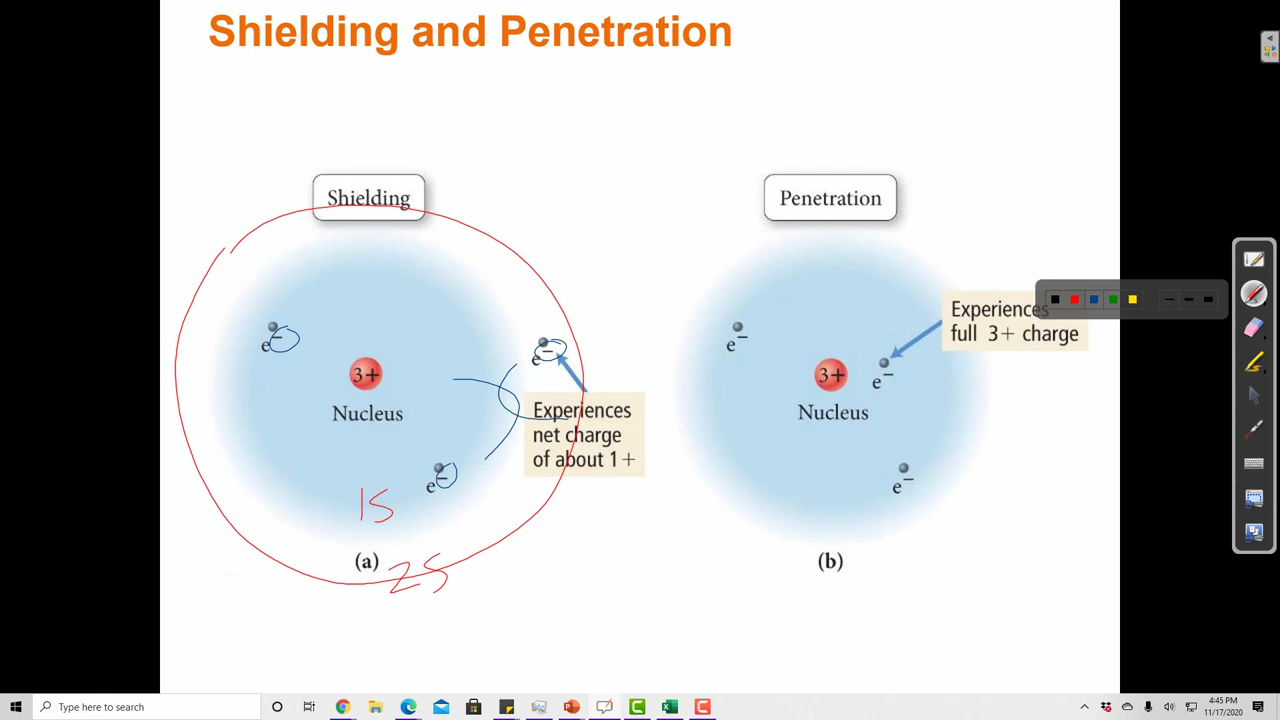 Shielding and Penetration
Shielding
e−
3+
Nucleus
e−
e−
Experiences
net charge
of about 1+
1S
2S
(a)
Penetration
e−
3+
Nucleus
e−
e−
Experiences
full 3+ charge
(b)
Type here to search
4:45 PM
11/17/2020